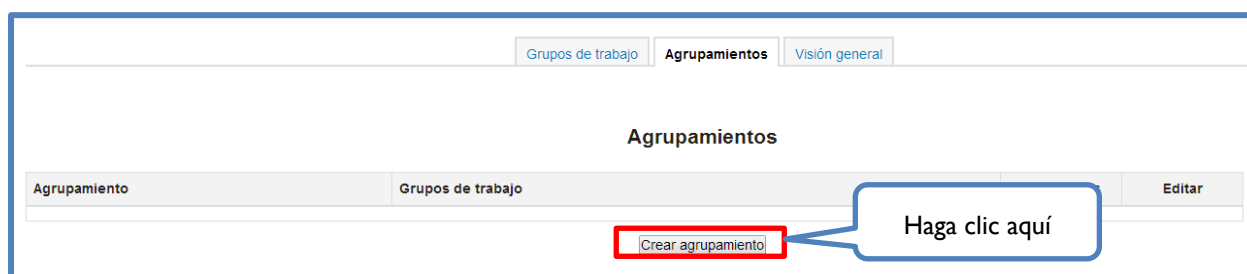 Grupos de trabajo Agrupamientos Visión general
Agrupamientos
Agrupamiento Grupos de trabajo Editar
Haga clic aquí
Crear agrupamiento